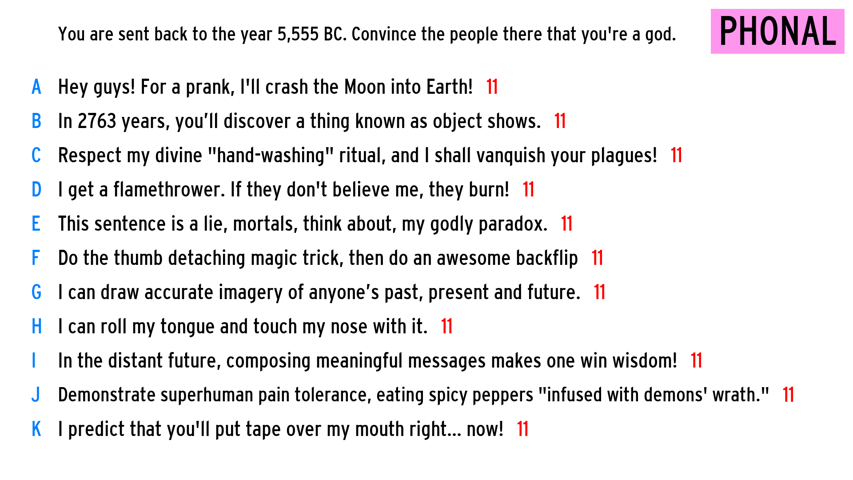 You are sent back to the year 5,555 BC. Convince the people there that you're a god.
PHONAL
A Hey guys! For a prank, I'll crash the Moon into Earth! 11
B In 2763 years, you’ll discover a thing known as object shows. 11
C Respect my divine "hand-washing" ritual, and I shall vanquish your plagues! 11
D I get a flamethrower. If they don't believe me, they burn! 11
E This sentence is a lie, mortals, think about, my godly paradox. 11
F Do the thumb detaching magic trick, then do an awesome backflip 11
G I can draw accurate imagery of anyone’s past, present and future. 11
H I can roll my tongue and touch my nose with it. 11
I In the distant future, composing meaningful messages makes one win wisdom! 11
J Demonstrate superhuman pain tolerance, eating spicy peppers "infused with demons' wrath." 11
K I predict that you'll put tape over my mouth right... now! 11